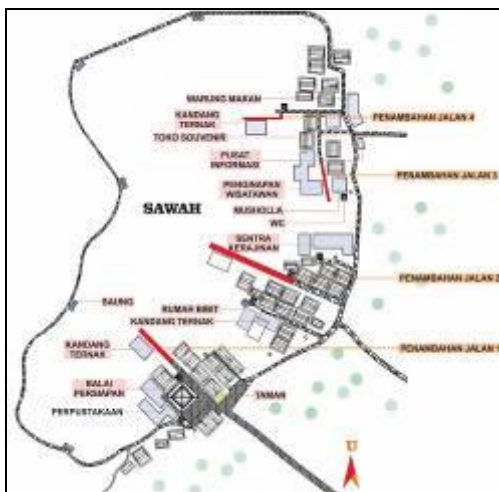 WARUNG MAKAN
KANDANG
TERNAK
PENAMBAHAN JALAN 4
TOKO SOUVENIR
PUSAT
INFORMASI
PENAMBAHAN JALAN 3
PENGINAPAN
WISATAWAN
SAWAH
MUSHOLLA
WC
SENTRA
KERAJINAN
PENAMBAHAN JALAN 2
SAUNG
RUMAH BIBIT
KANDANG TERNAK
KANDANG
TERNAK
PENAMBAHAN JALAN 1
BALAI
PERSIAPAN
TAMAN
PERPUSTAKAAN
U